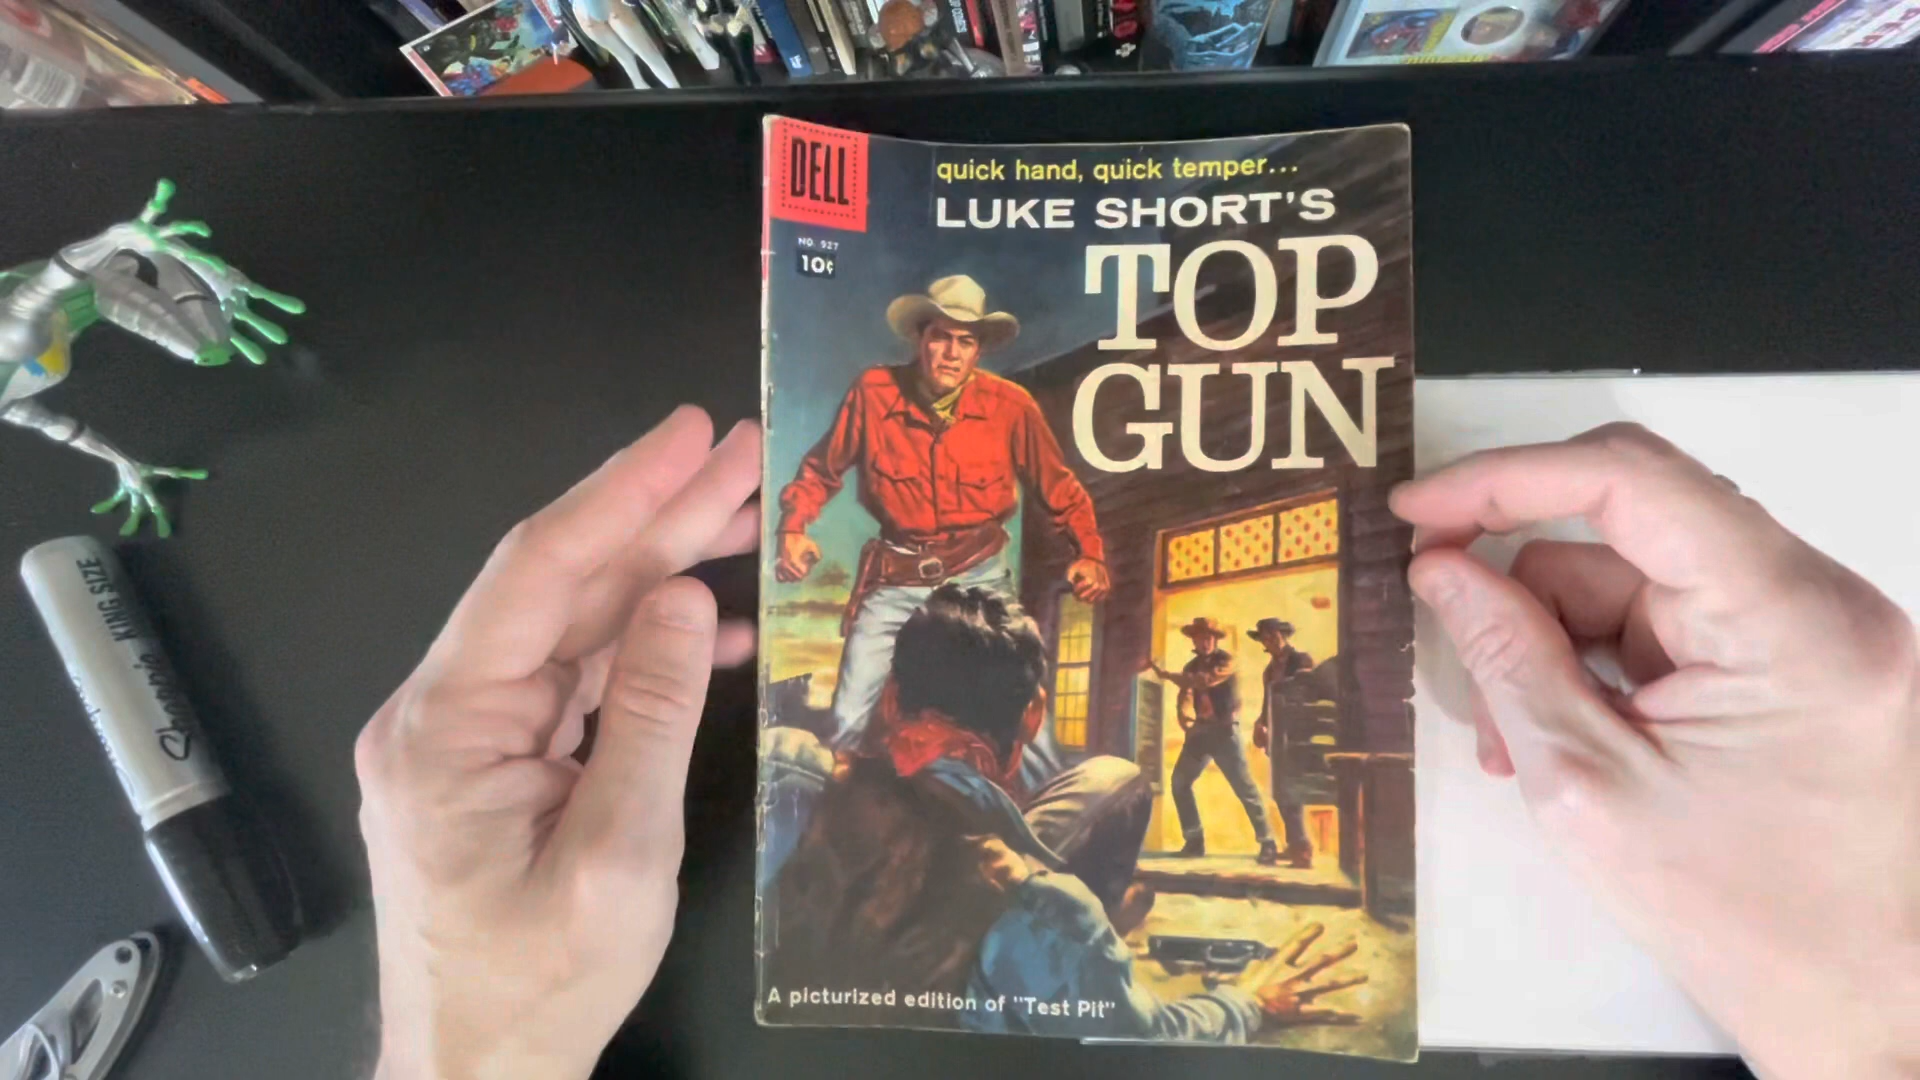 DELL
NO. 927
10¢
quick hand, quick temper...
LUKE SHORT'S
TOP
GUN
A picturized edition of "Test Pit"
Sharpie KING SIZE